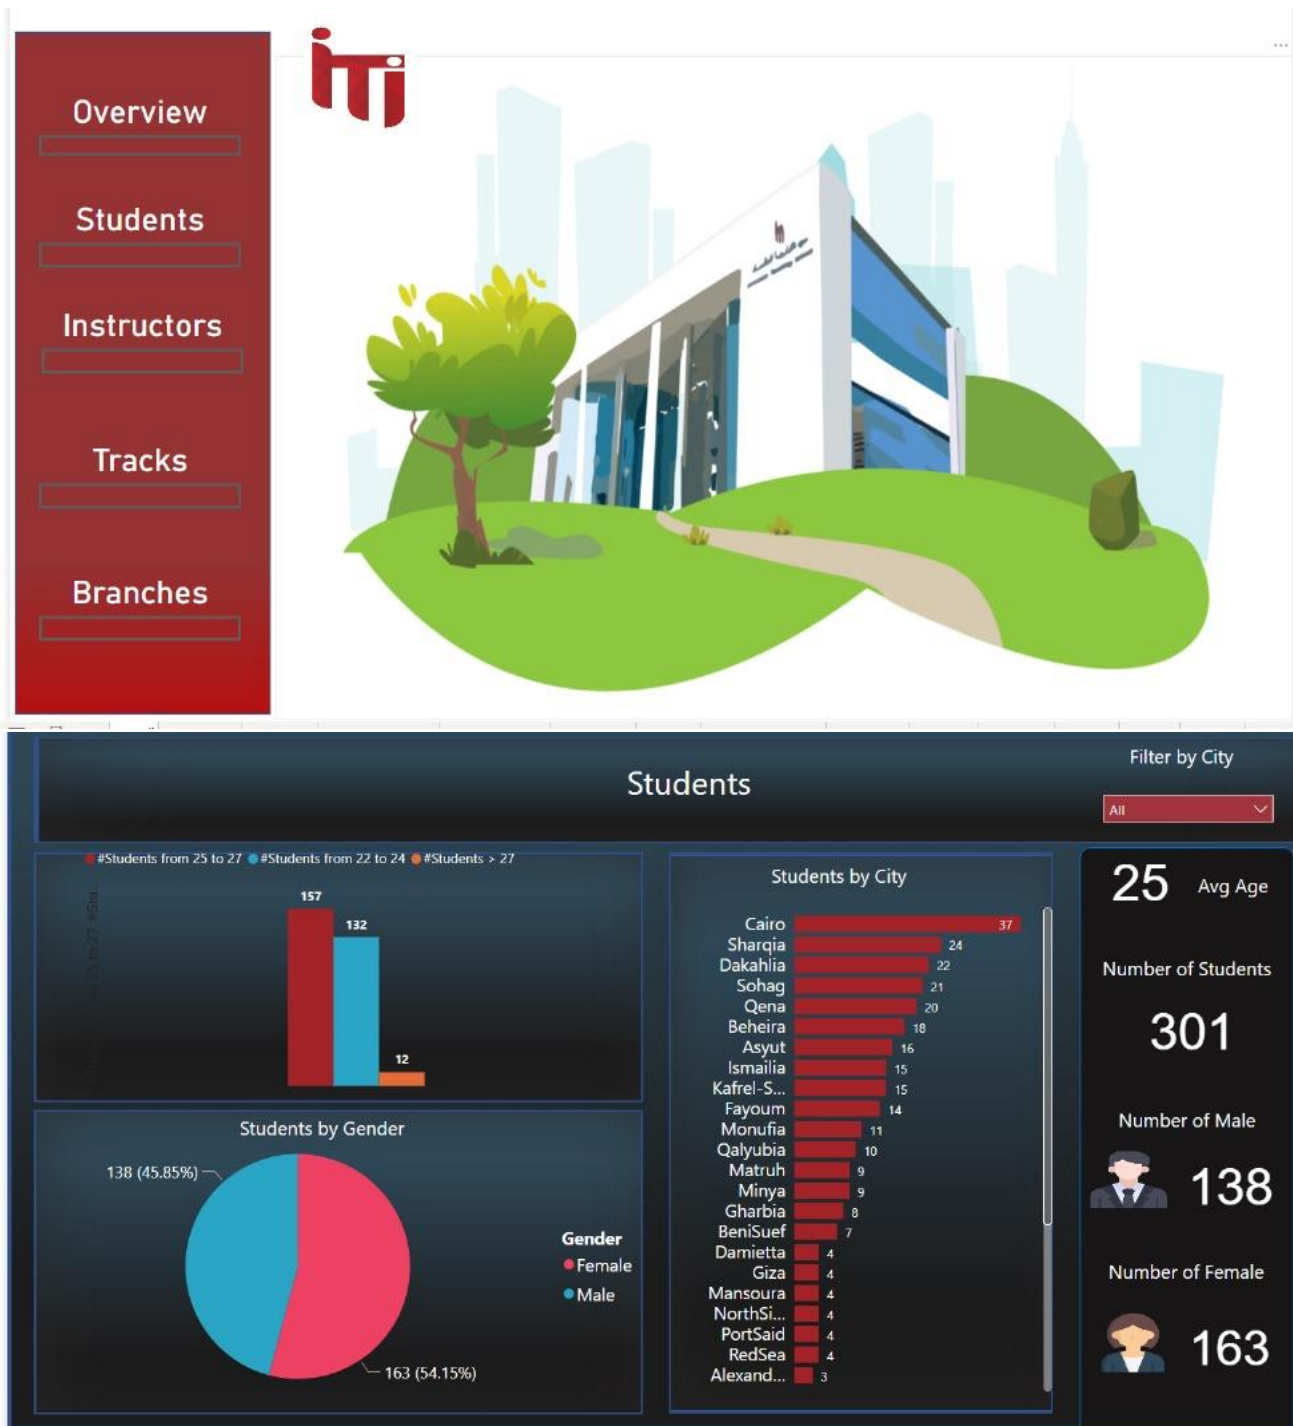 iTi
Overview
Students
Instructors
Tracks
Branches
Students
Filter by City
All
#Students from 25 to 27 #Students from 22 to 24 #Students > 27
157
132
12
Students by Gender
138 (45.85%)
163 (54.15%)
Gender
Female
Male
Students by City
Cairo 37
Sharqia 24
Dakahlia 22
Sohag 21
Qena 20
Beheira 18
Asyut 16
Ismailia 15
Kafrel-S... 15
Fayoum 14
Monufia 11
Qalyubia 10
Matruh 9
Minya 9
Gharbia 8
BeniSuef 7
Damietta 4
Giza 4
Mansoura 4
NorthSi... 4
PortSaid 4
RedSea 4
Alexand... 3
25 Avg Age
Number of Students
301
Number of Male
138
Number of Female
163